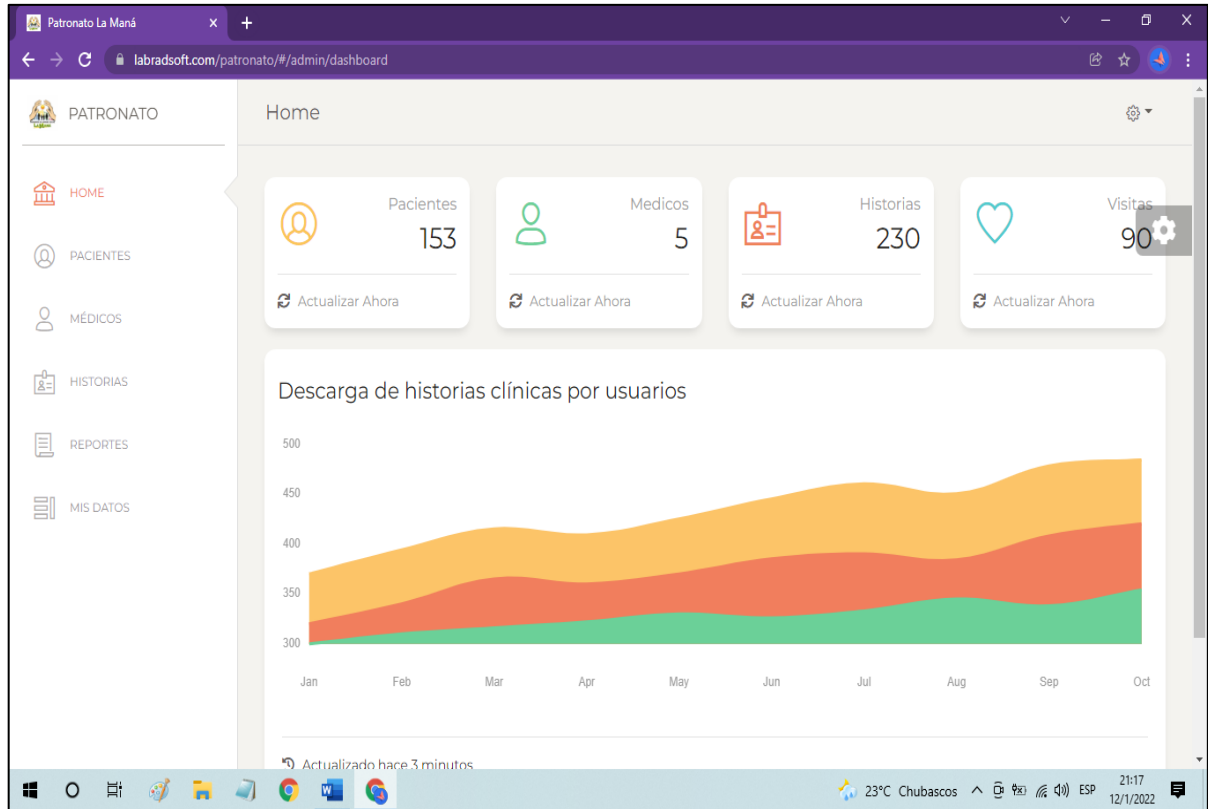 Patronato La Maná
labradsoft.com/patronato/#/admin/dashboard
PATRONATO
Home
HOME
PACIENTES
MÉDICOS
HISTORIAS
REPORTES
MIS DATOS
Pacientes
153
Actualizar Ahora
Medicos
5
Actualizar Ahora
Historias
230
Actualizar Ahora
Visitas
90
Actualizar Ahora
Descarga de historias clínicas por usuarios
500
450
400
350
300
Jan Feb Mar Apr May Jun Jul Aug Sep Oct
Actualizado hace 3 minutos
23°C Chubascos ESP 21:17
12/1/2022